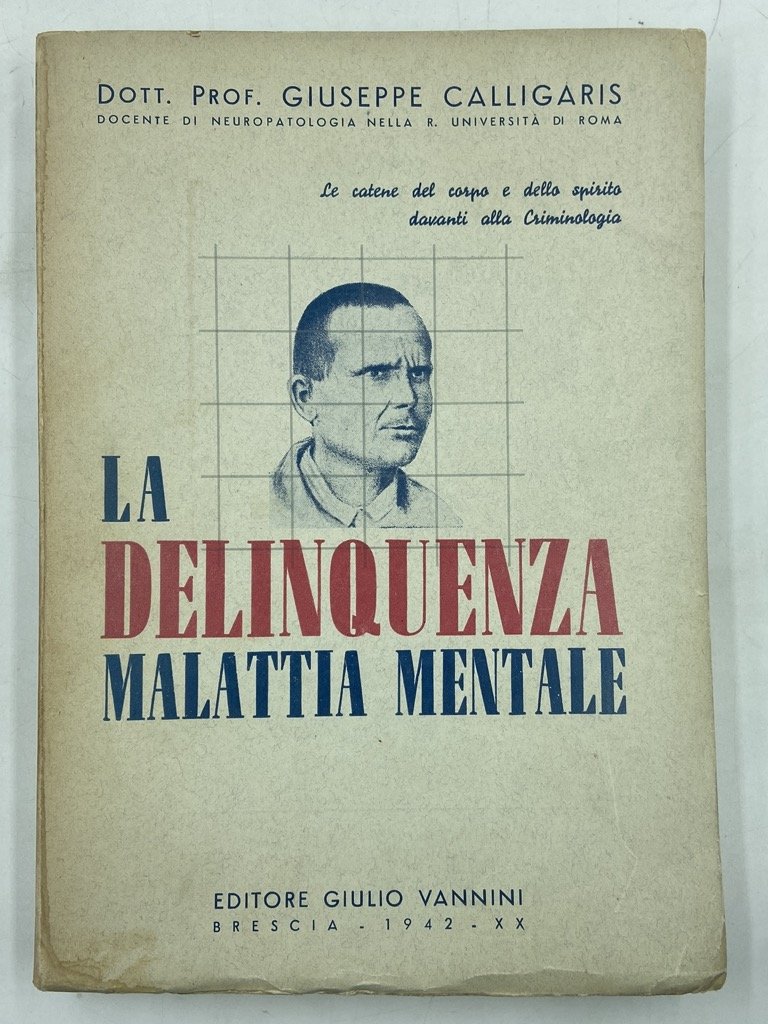 DOTT. PROF. GIUSEPPE CALLIGARIS
DOCENTE DI NEUROPATOLOGIA NELLA R. UNIVERSITÀ DI ROMA
Le catene del corpo e dello spirito
davanti alla Criminologia
LA
DELINQUENZA
MALATTIA MENTALE
EDITORE GIULIO VANNINI
BRESCIA - 1942 - XX